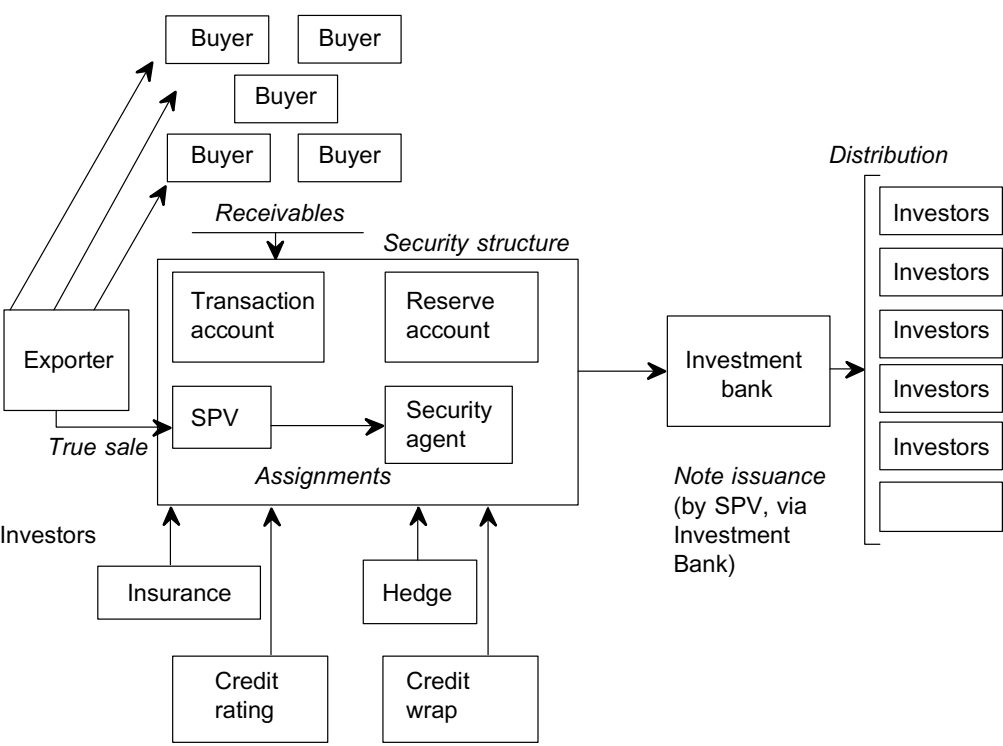 Buyer
Buyer
Buyer
Buyer
Buyer
Distribution
Receivables
Security structure
Investors
Transaction
account
Reserve
account
Investors
Exporter
Investment
bank
Investors
SPV
Security
agent
Investors
True sale
Investors
Assignments
Note issuance
(by SPV, via
Investment
Bank)
Investors
Insurance
Hedge
Credit
rating
Credit
wrap